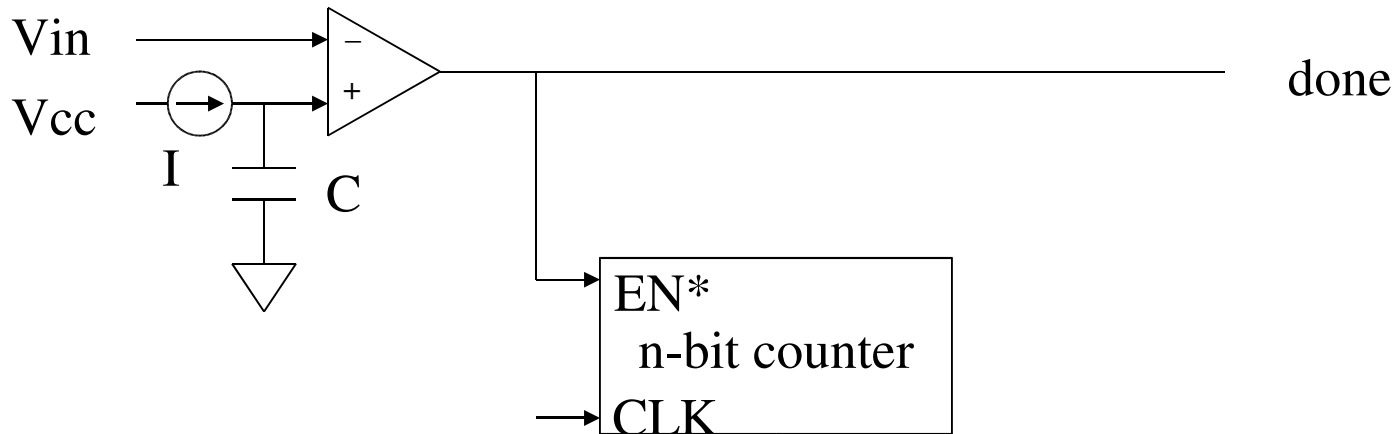 Vin
−
Vcc
+
done
I
C
EN*
n-bit counter
CLK